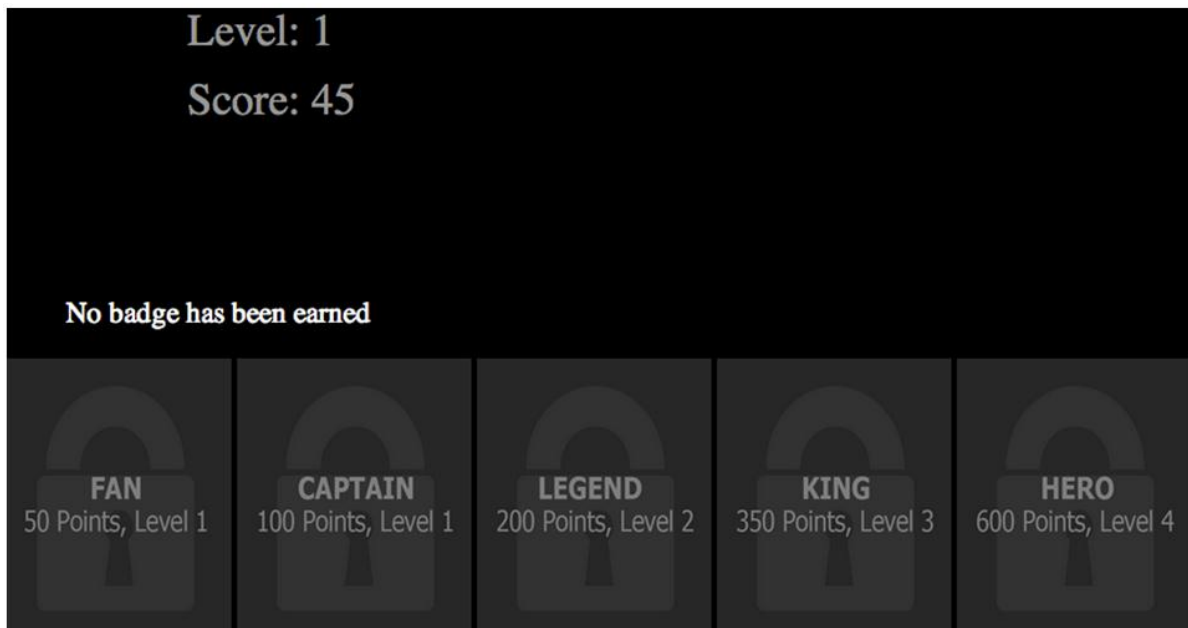 Level: 1
Score: 45
No badge has been earned
FAN
50 Points, Level 1
CAPTAIN
100 Points, Level 1
LEGEND
200 Points, Level 2
KING
350 Points, Level 3
HERO
600 Points, Level 4